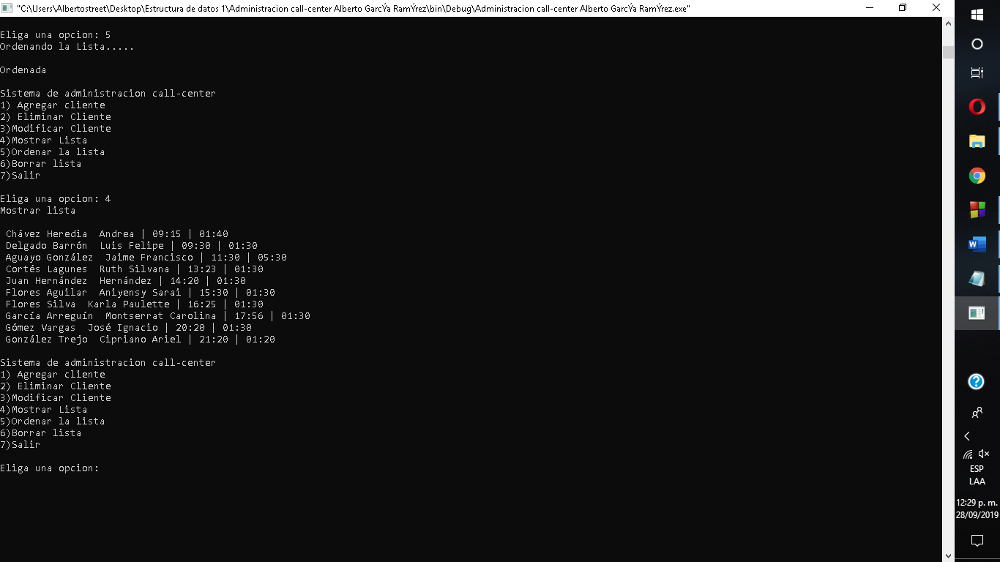 "C:\Users\Albertostreet\Desktop\Estructura de datos 1\Administracion call-center Alberto GarcÝa RamÝrez\bin\Debug\Administracion call-center Alberto GarcÝa RamÝrez.exe"
Eliga una opcion: 5
Ordenando la Lista.....
Ordenada
Sistema de administracion call-center
1) Agregar cliente
2) Eliminar Cliente
3)Modificar Cliente
4)Mostrar Lista
5)Ordenar la lista
6)Borrar lista
7)Salir
Eliga una opcion: 4
Mostrar lista
Chávez Heredia  Andrea | 09:15 | 01:40
Delgado Barrón  Luis Felipe | 09:30 | 01:30
Aguayo González  Jaime Francisco | 11:30 | 05:30
Cortés Lagunes  Ruth Silvana | 13:23 | 01:30
Juan Hernández  Hernández | 14:20 | 01:30
Flores Aguilar  Aniyensy Sarai | 15:30 | 01:30
Flores Silva  Karla Paulette | 16:25 | 01:30
García Arreguín  Montserrat Carolina | 17:56 | 01:30
Gómez Vargas  José Ignacio | 20:20 | 01:30
González Trejo  Cipriano Ariel | 21:20 | 01:20
Sistema de administracion call-center
1) Agregar cliente
2) Eliminar Cliente
3)Modificar Cliente
4)Mostrar Lista
5)Ordenar la lista
6)Borrar lista
7)Salir
Eliga una opcion:
ESP
LAA
12:29 p. m.
28/09/2019